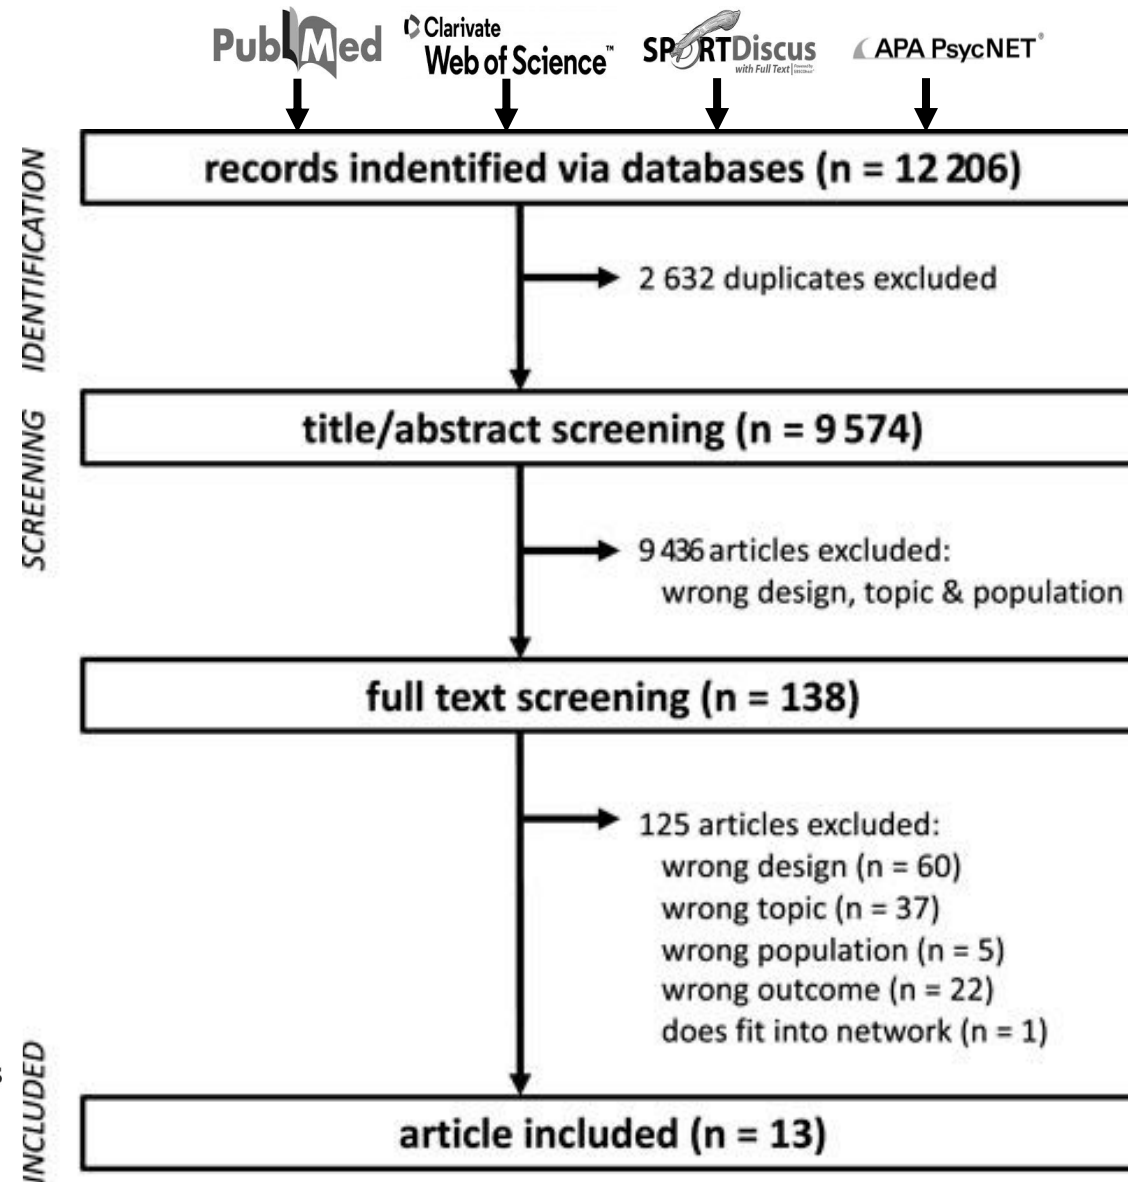 PubMed
Clarivate
Web of Science™
SPORTDiscus
with Full Text
APA PsycNET®
IDENTIFICATION
records indentified via databases (n = 12 206)
2 632 duplicates excluded
SCREENING
title/abstract screening (n = 9 574)
9 436 articles excluded:
wrong design, topic & population
full text screening (n = 138)
125 articles excluded:
wrong design (n = 60)
wrong topic (n = 37)
wrong population (n = 5)
wrong outcome (n = 22)
does fit into network (n = 1)
INCLUDED
article included (n = 13)